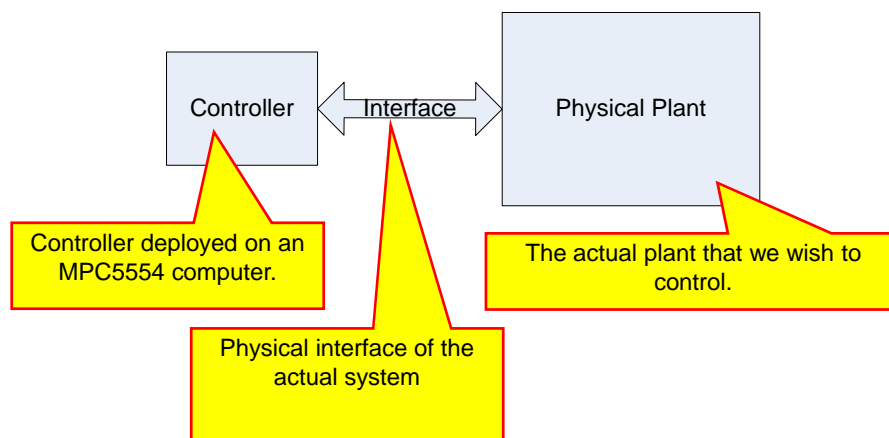 Controller
Interface
Physical Plant
Controller deployed on an
MPC5554 computer.
The actual plant that we wish to
control.
Physical interface of the
actual system